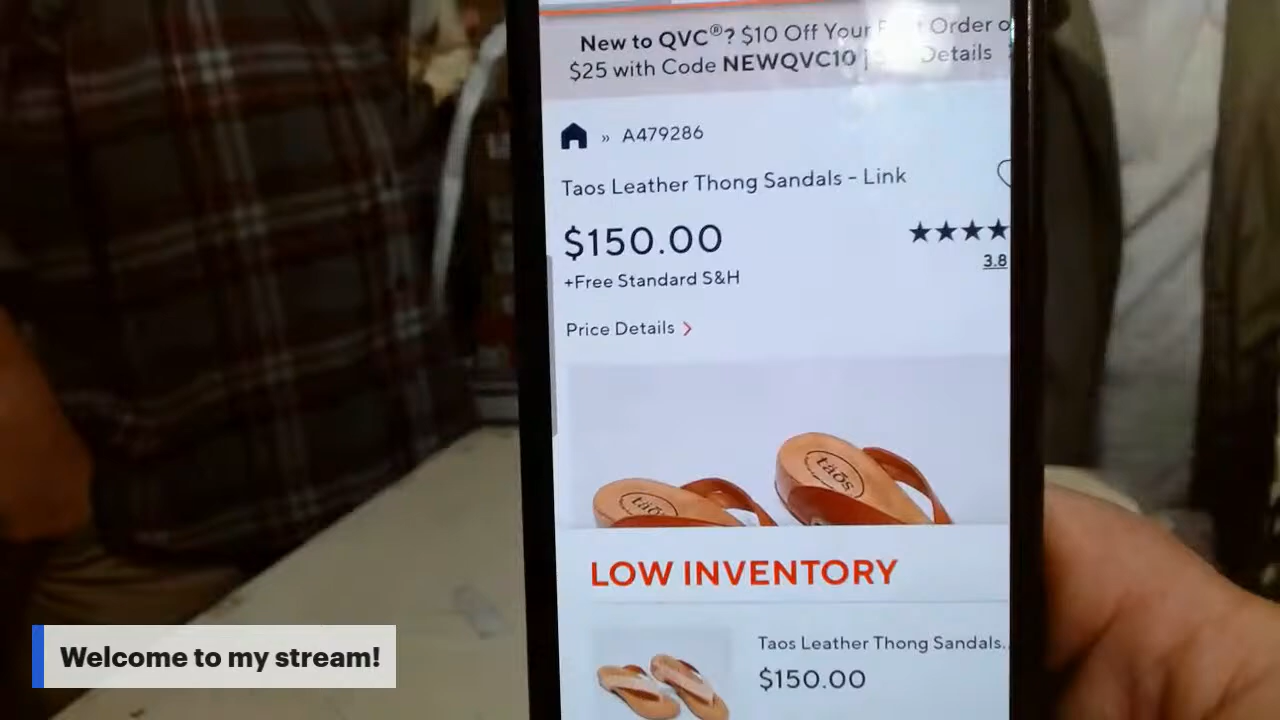 New to QVC®? $10 Off Your Order o
$25 with Code NEWQVC10 | Details
» A479286
Taos Leather Thong Sandals - Link
$150.00
★★★★
3.8
+Free Standard S&H
Price Details >
taos
taos
LOW INVENTORY
Taos Leather Thong Sandals..
$150.00
Welcome to my stream!